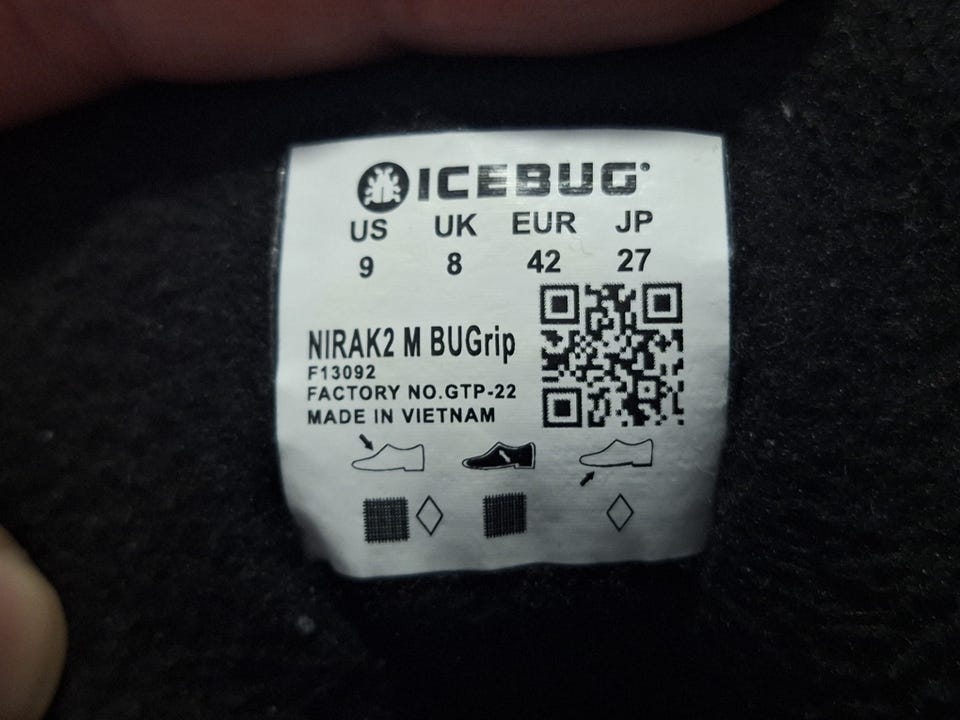 ICEBUG
US UK EUR JP
9 8 42 27
NIRAK2 M BUGrip
F13092
FACTORY NO.GTP-22
MADE IN VIETNAM